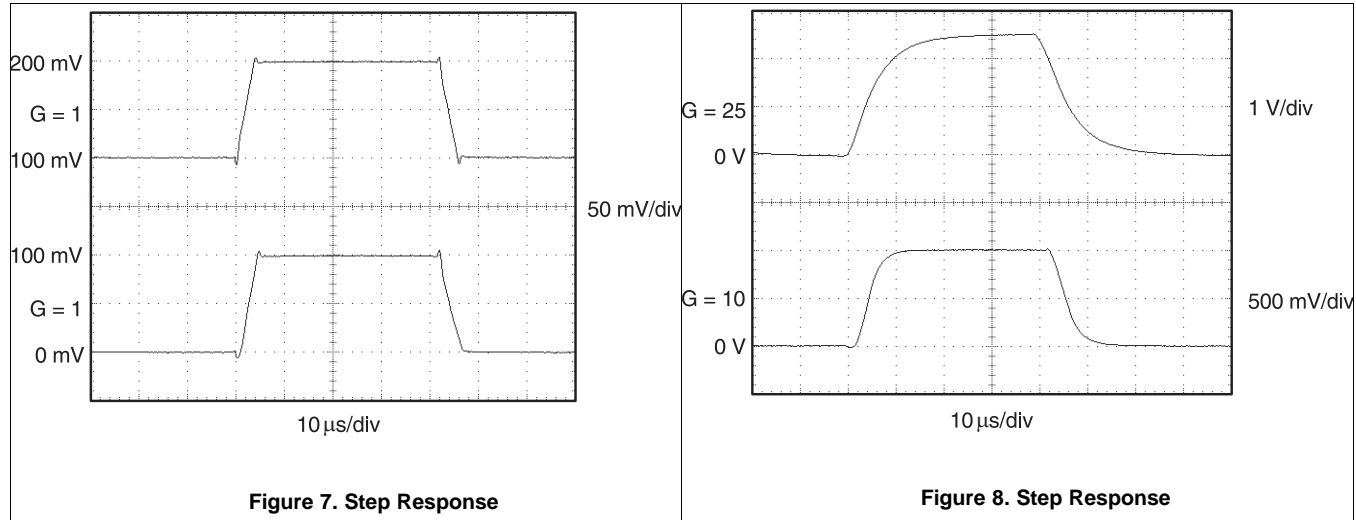 200 mV
G = 1
100 mV
50 mV/div
100 mV
G = 1
0 mV
10 µs/div
Figure 7. Step Response
G = 25
1 V/div
0 V
G = 10
500 mV/div
0 V
10 µs/div
Figure 8. Step Response